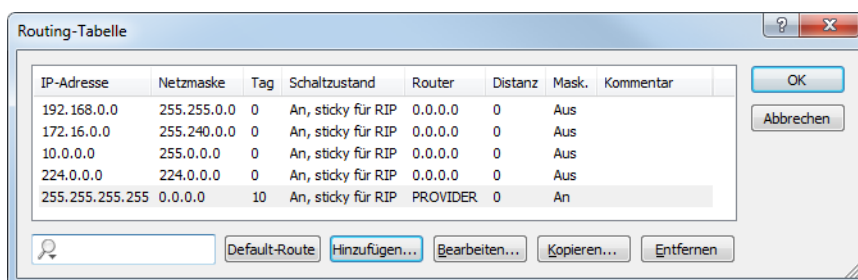 Routing-Tabelle
IP-Adresse Netzmaske Tag Schaltzustand Router Distanz Mask. Kommentar
192.168.0.0 255.255.0.0 0 An, sticky für RIP 0.0.0.0 0 Aus
172.16.0.0 255.240.0.0 0 An, sticky für RIP 0.0.0.0 0 Aus
10.0.0.0 255.0.0.0 0 An, sticky für RIP 0.0.0.0 0 Aus
224.0.0.0 224.0.0.0 0 An, sticky für RIP 0.0.0.0 0 Aus
255.255.255.255 0.0.0.0 10 An, sticky für RIP PROVIDER 0 An
OK
Abbrechen
Default-Route Hinzufügen... Bearbeiten... Kopieren... Entfernen